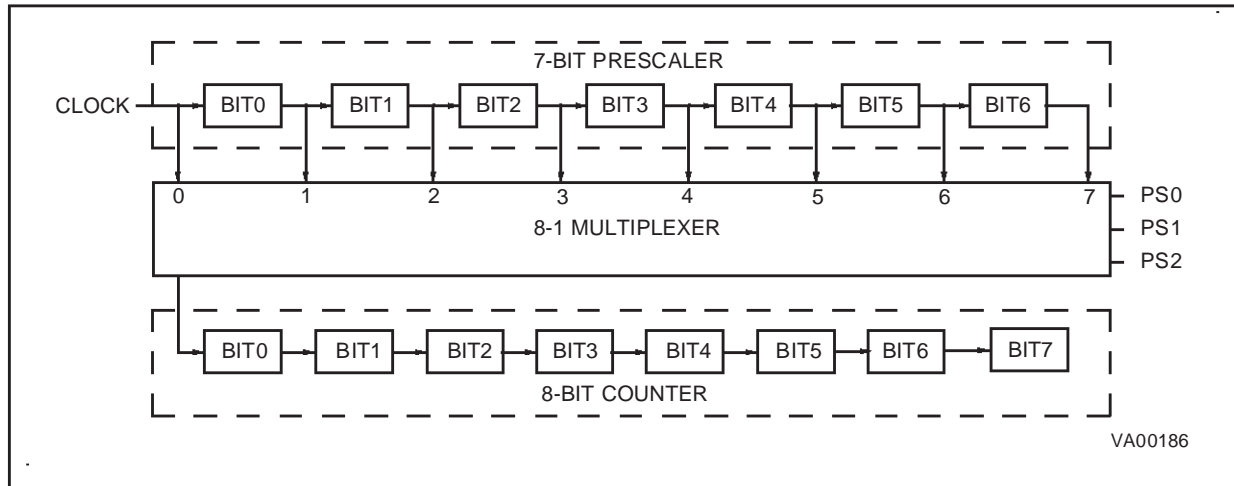 7-BIT PRESCALER
CLOCK BIT0 BIT1 BIT2 BIT3 BIT4 BIT5 BIT6
0 1 2 3 4 5 6 7 PS0
8-1 MULTIPLEXER PS1
PS2
BIT0 BIT1 BIT2 BIT3 BIT4 BIT5 BIT6 BIT7
8-BIT COUNTER
VA00186